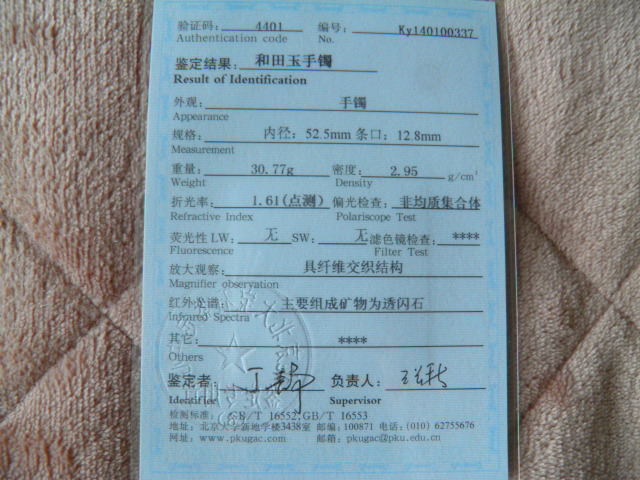 验证码: 4401 编号: Ky140100337
Authentication code No.
鉴定结果: 和田玉手镯
Result of Identification
外观: 手镯
Appearance
规格: 内径: 52.5mm 条口: 12.8mm
Measurement
重量: 30.77g 密度: 2.95 g/cm³
Weight Density
折光率: 1.61(点测) 偏光检查: 非均质集合体
Refractive Index Polariscope Test
荧光性 LW: 无 SW: 无 滤色镜检查: ****
Fluorescence Filter Test
放大观察: 具纤维交织结构
Magnifier observation
红外光谱: 主要组成矿物为透闪石
Infrared Spectra
其它: ****
Others
鉴定者: 负责人:
Identifier Supervisor
检测标准: GB/T 16552;GB/T 16553
地址: 北京大学新地学楼3438室 邮编: 100871 电话: (010) 62755676
网址: www.pkugac.com 邮箱: pkugac@pku.edu.cn